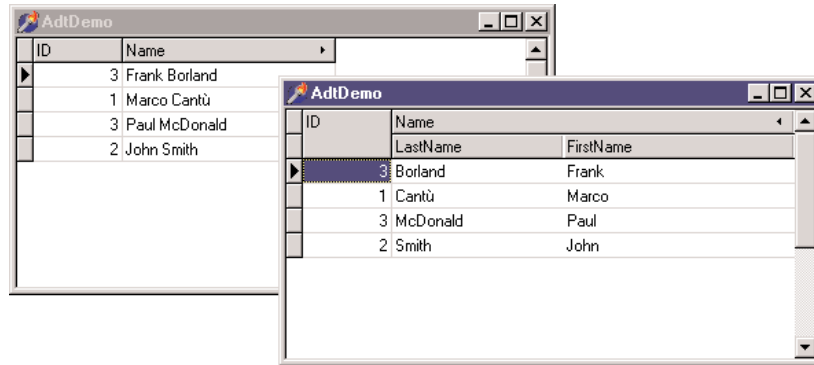 AdtDemo
ID Name
3 Frank Borland
1 Marco Cantù
3 Paul McDonald
2 John Smith
AdtDemo
ID Name
LastName FirstName
3 Borland Frank
1 Cantù Marco
3 McDonald Paul
2 Smith John